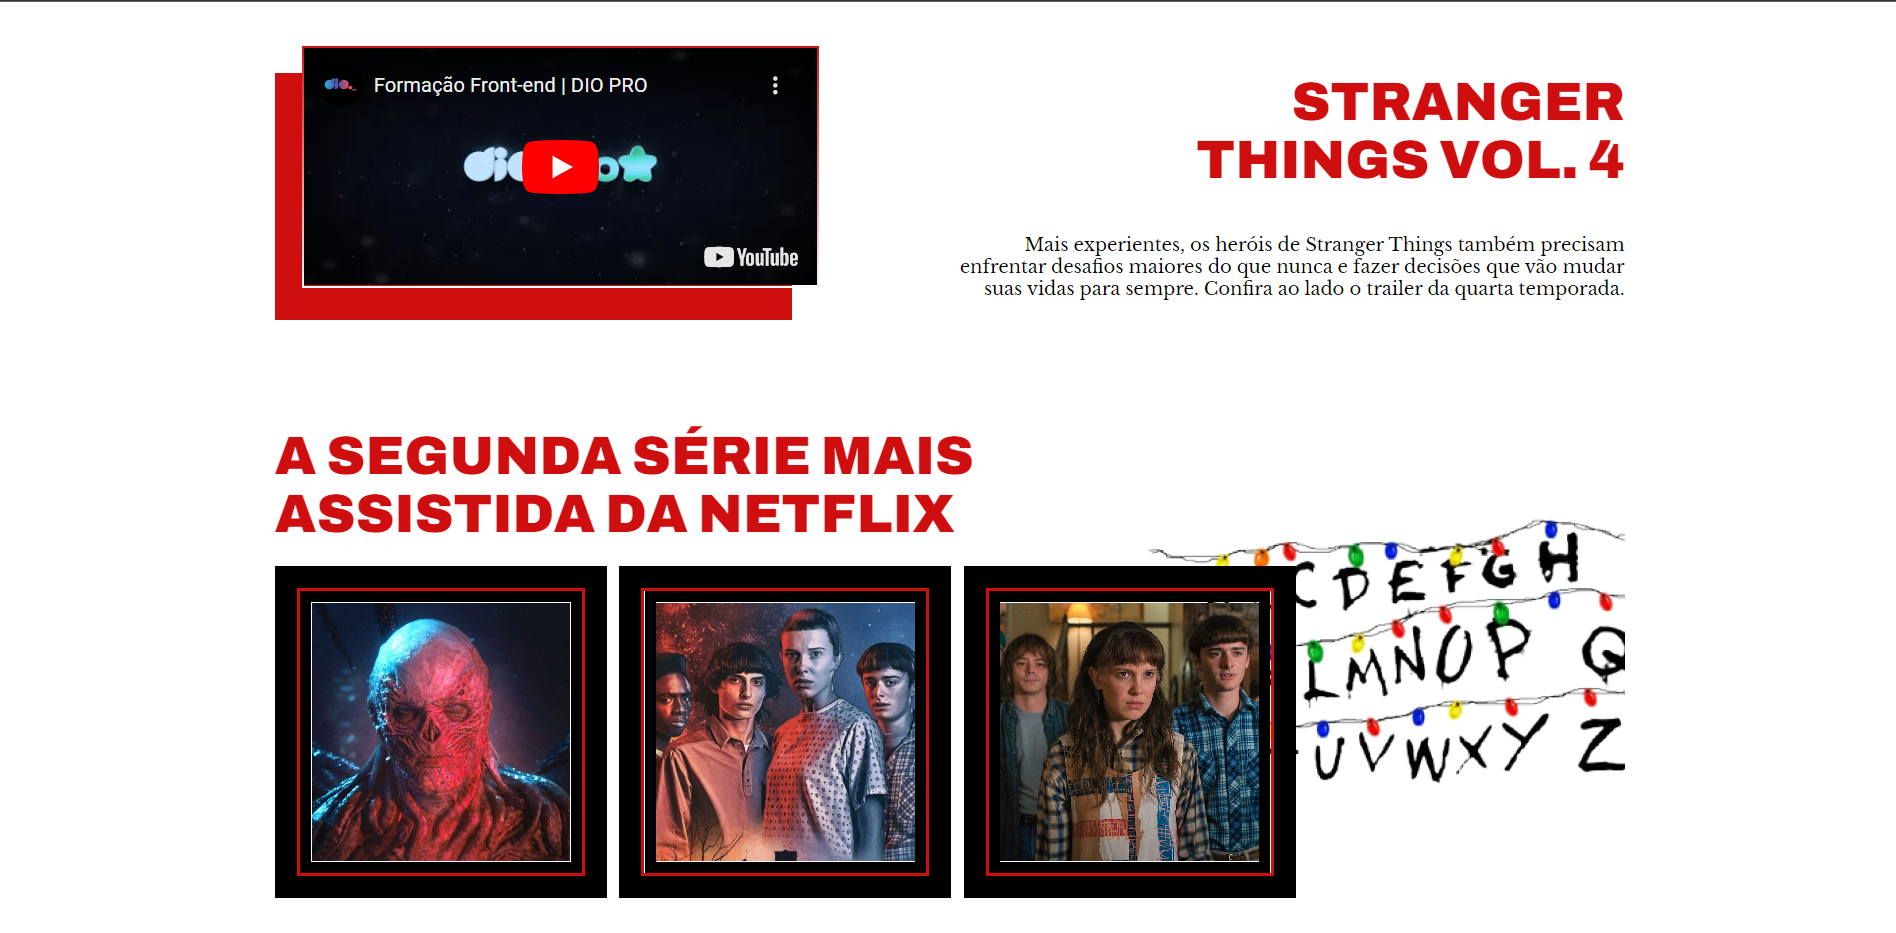 dio.
Formação Front-end | DIO PRO
YouTube
STRANGER
THINGS VOL. 4
Mais experientes, os heróis de Stranger Things também precisam
enfrentar desafios maiores do que nunca e fazer decisões que vão mudar
suas vidas para sempre. Confira ao lado o trailer da quarta temporada.
A SEGUNDA SÉRIE MAIS
ASSISTIDA DA NETFLIX
C D E F G H
L M N O P Q
U V W X Y Z